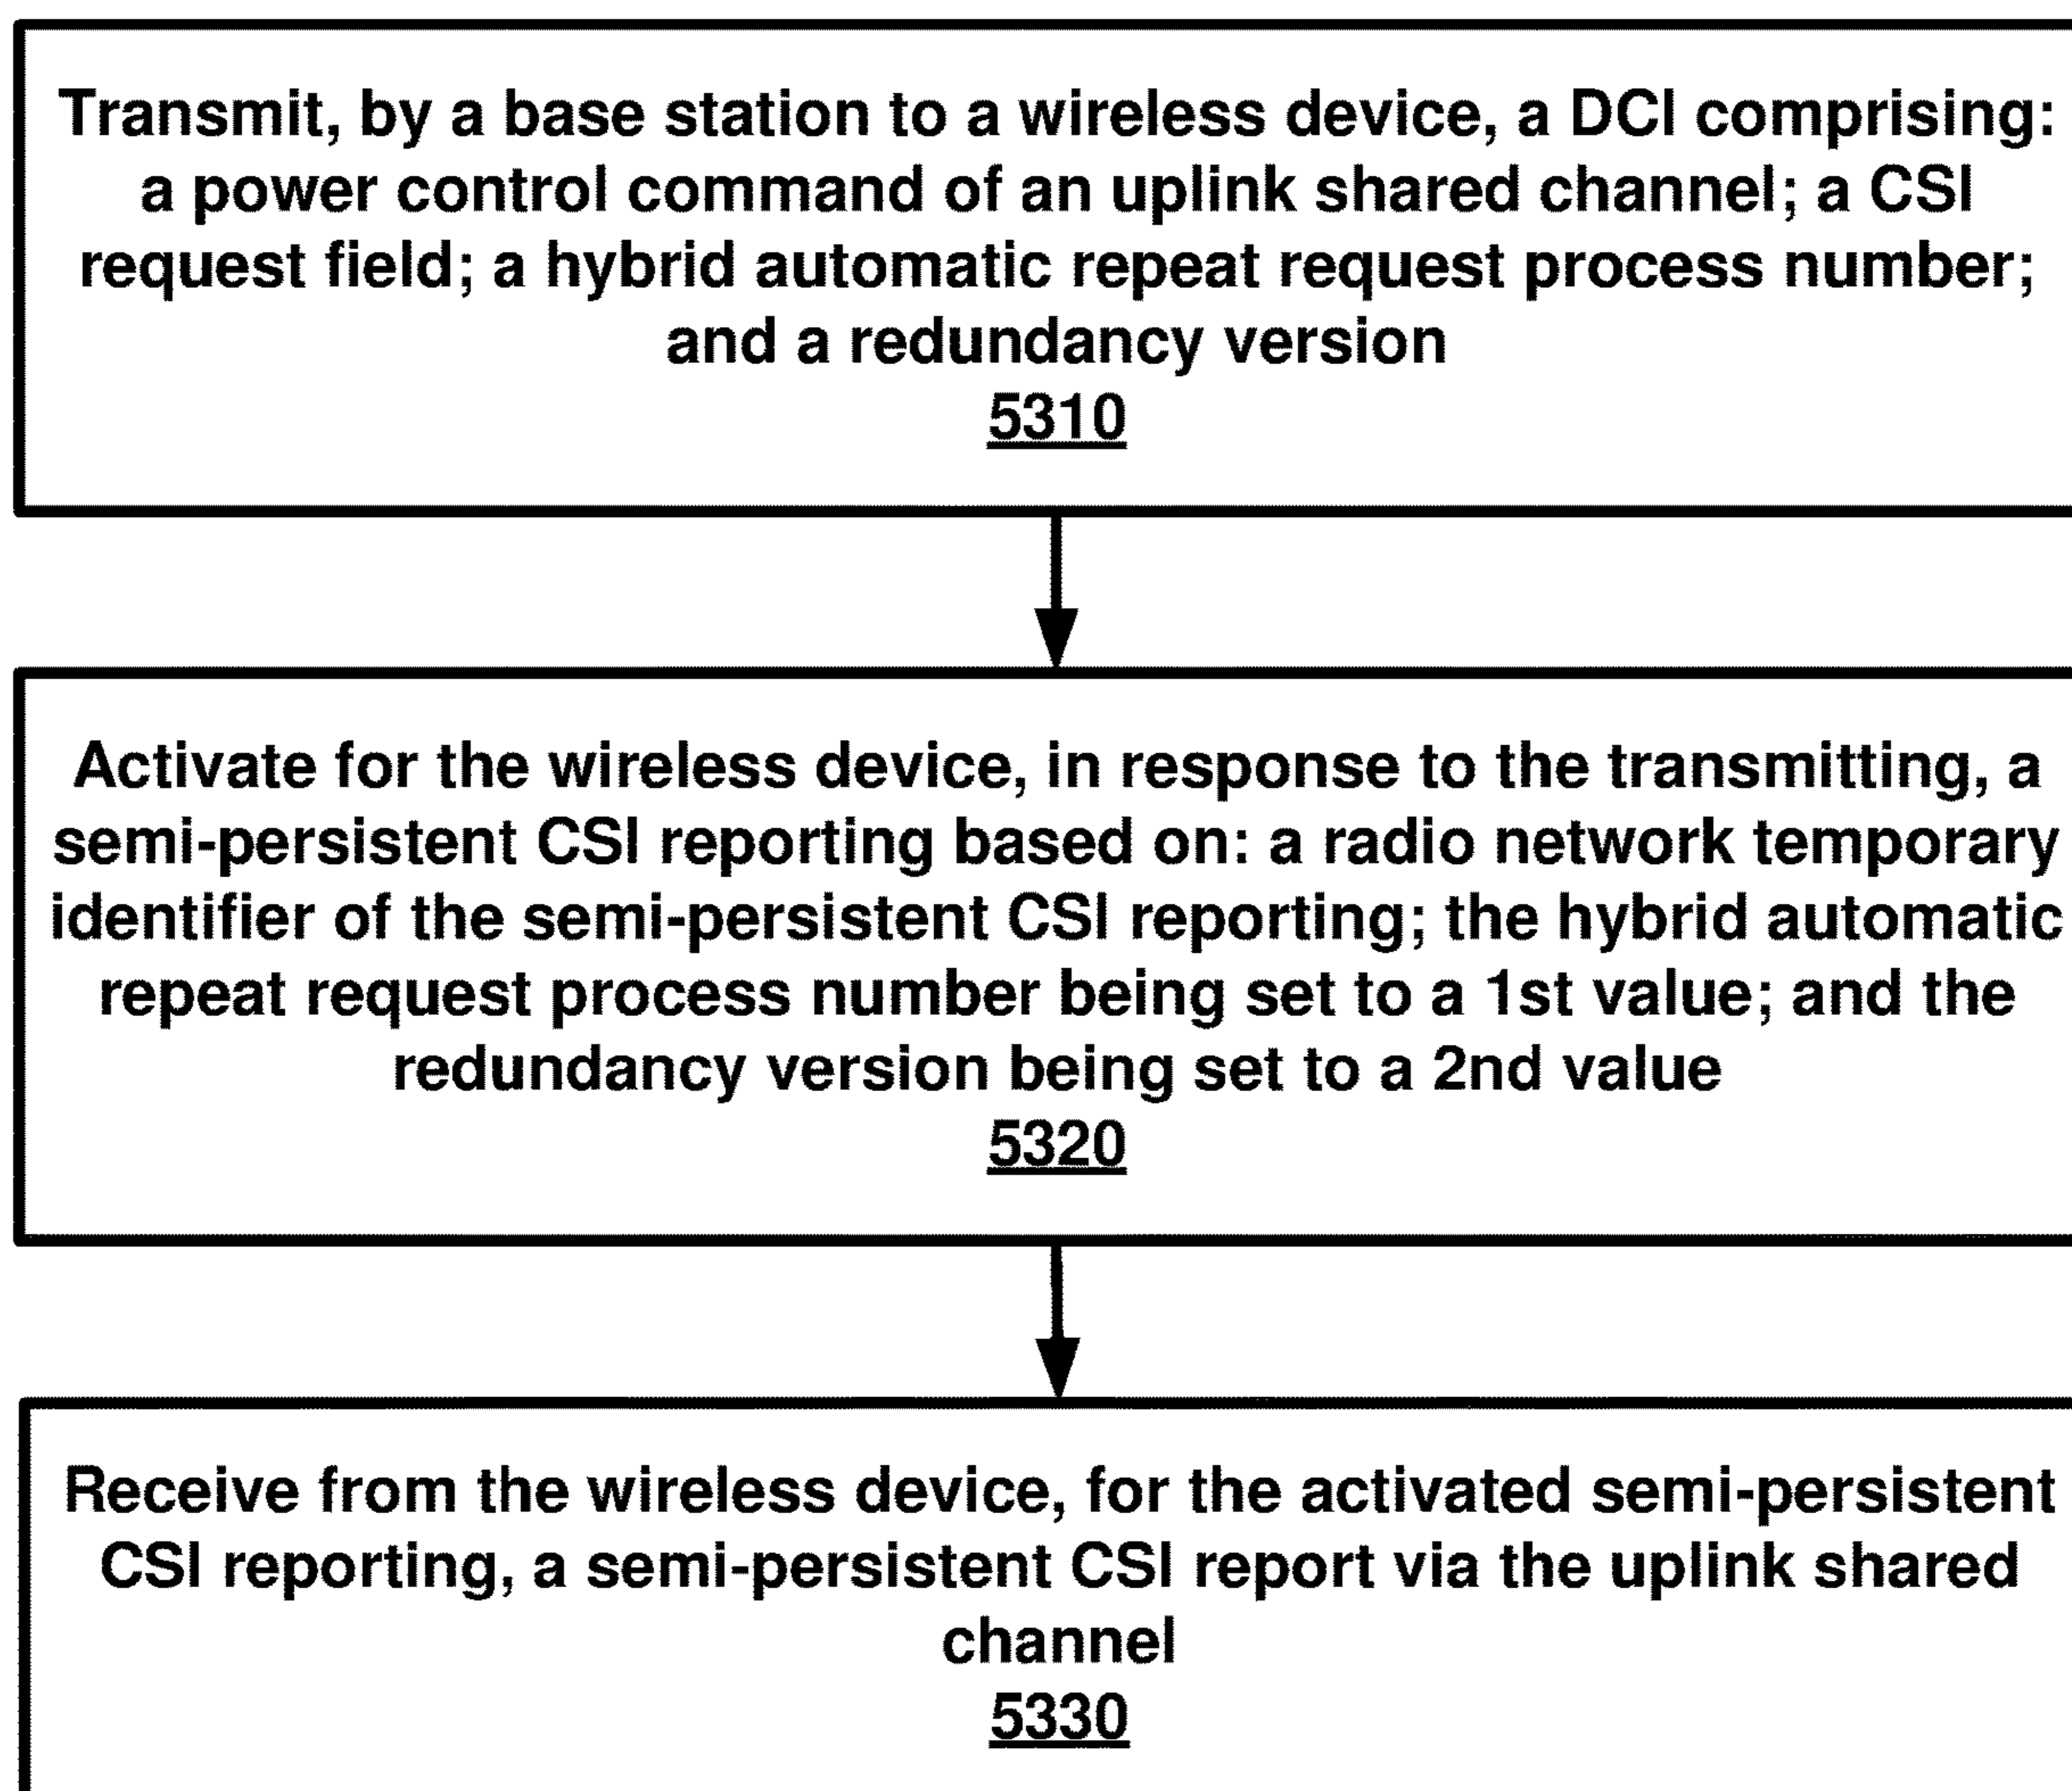 Transmit, by a base station to a wireless device, a DCI comprising:
a power control command of an uplink shared channel; a CSI
request field; a hybrid automatic repeat request process number;
and a redundancy version
5310
Activate for the wireless device, in response to the transmitting, a
semi-persistent CSI reporting based on: a radio network temporary
identifier of the semi-persistent CSI reporting; the hybrid automatic
repeat request process number being set to a 1st value; and the
redundancy version being set to a 2nd value
5320
Receive from the wireless device, for the activated semi-persistent
CSI reporting, a semi-persistent CSI report via the uplink shared
channel
5330